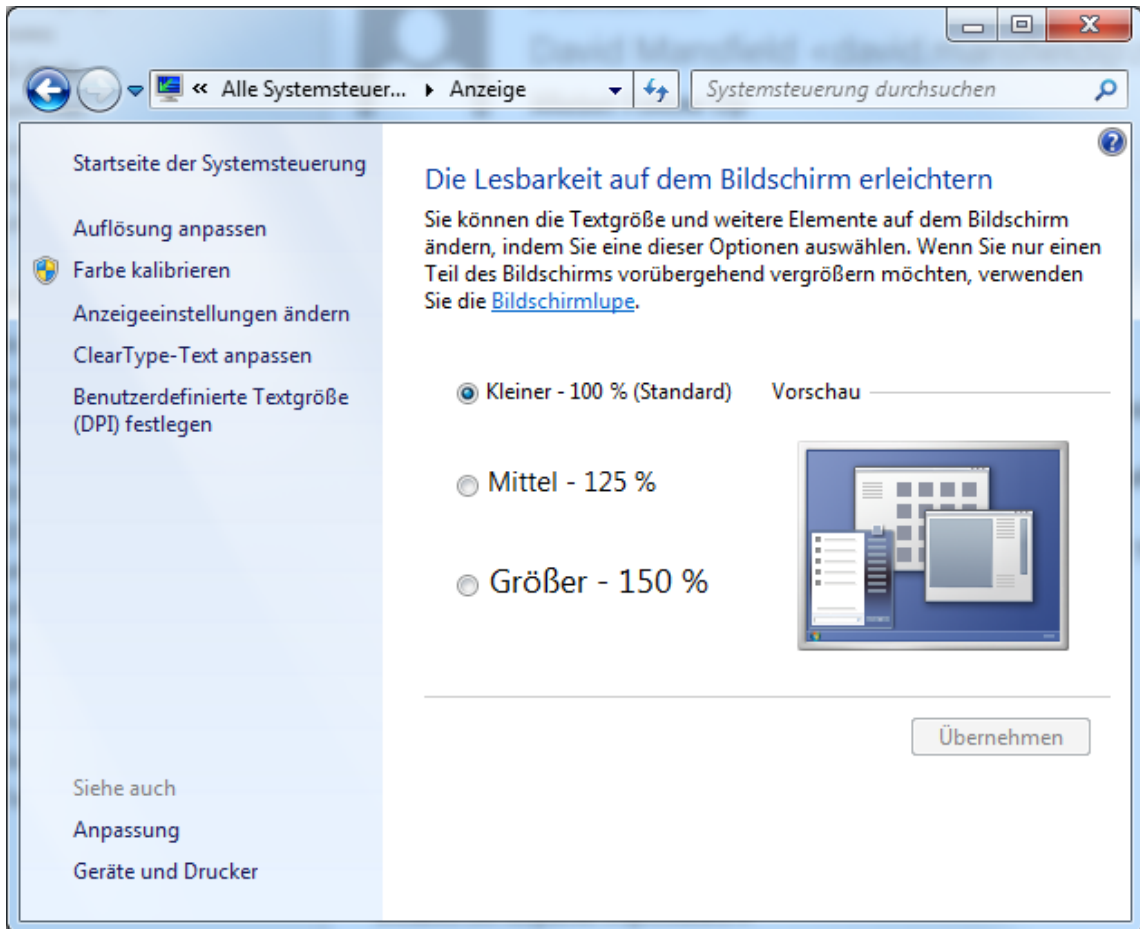 David Mansfield <david.m
« Alle Systemsteuer... ▸ Anzeige
Systemsteuerung durchsuchen
Startseite der Systemsteuerung
Auflösung anpassen
Farbe kalibrieren
Anzeigeeinstellungen ändern
ClearType-Text anpassen
Benutzerdefinierte Textgröße
(DPI) festlegen
Siehe auch
Anpassung
Geräte und Drucker
Die Lesbarkeit auf dem Bildschirm erleichtern
Sie können die Textgröße und weitere Elemente auf dem Bildschirm
ändern, indem Sie eine dieser Optionen auswählen. Wenn Sie nur einen
Teil des Bildschirms vorübergehend vergrößern möchten, verwenden
Sie die Bildschirmlupe.
Kleiner - 100 % (Standard)
Vorschau
Mittel - 125 %
Größer - 150 %
Übernehmen